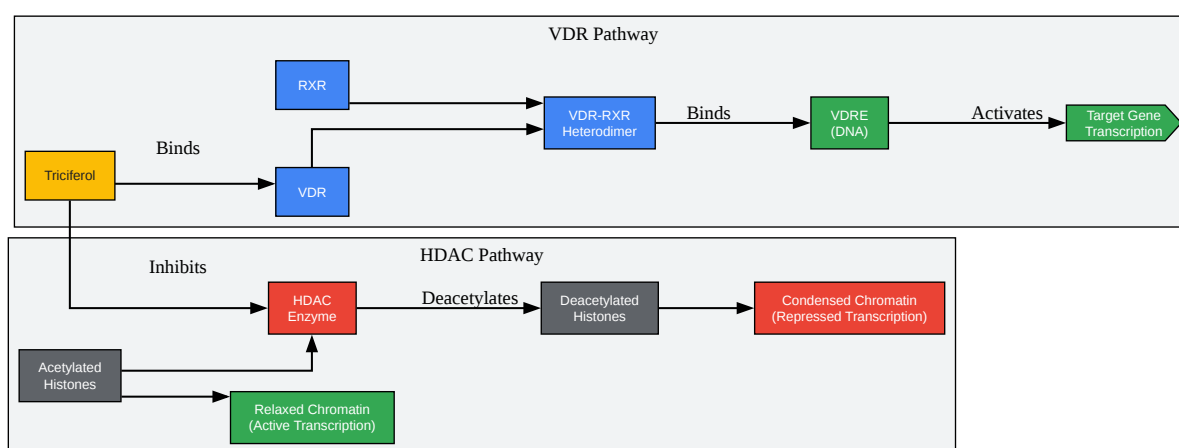 VDR Pathway
RXR
VDR-RXR
Heterodimer
Binds
VDRE
(DNA)
Activates
Target Gene
Transcription
Binds
Triciferol
VDR
HDAC Pathway
Inhibits
HDAC
Enzyme
Deacetylates
Deacetylated
Histones
Condensed Chromatin
(Repressed Transcription)
Acetylated
Histones
Relaxed Chromatin
(Active Transcription)